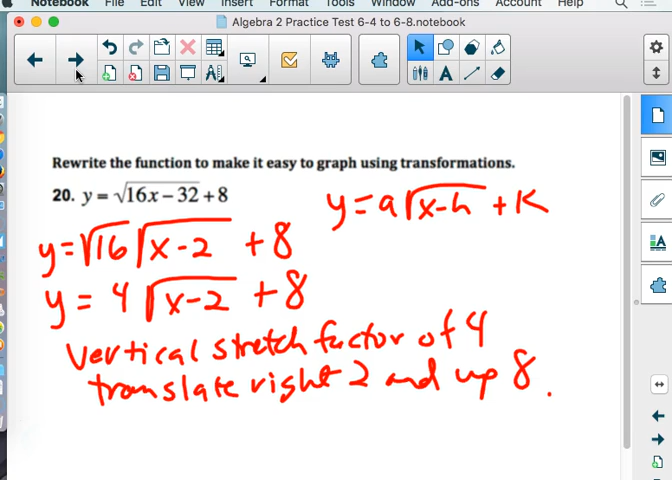 Notebook File Edit View Insert Format Tools Window Add-ons Help
Algebra 2 Practice Test 6-4 to 6-8.notebook
Rewrite the function to make it easy to graph using transformations.
20. y = √16x − 32 + 8
y = a√x-h + k
y = √16 √x-2 + 8
y = 4 √x-2 + 8
vertical stretch factor of 4
translate right 2 and up 8.